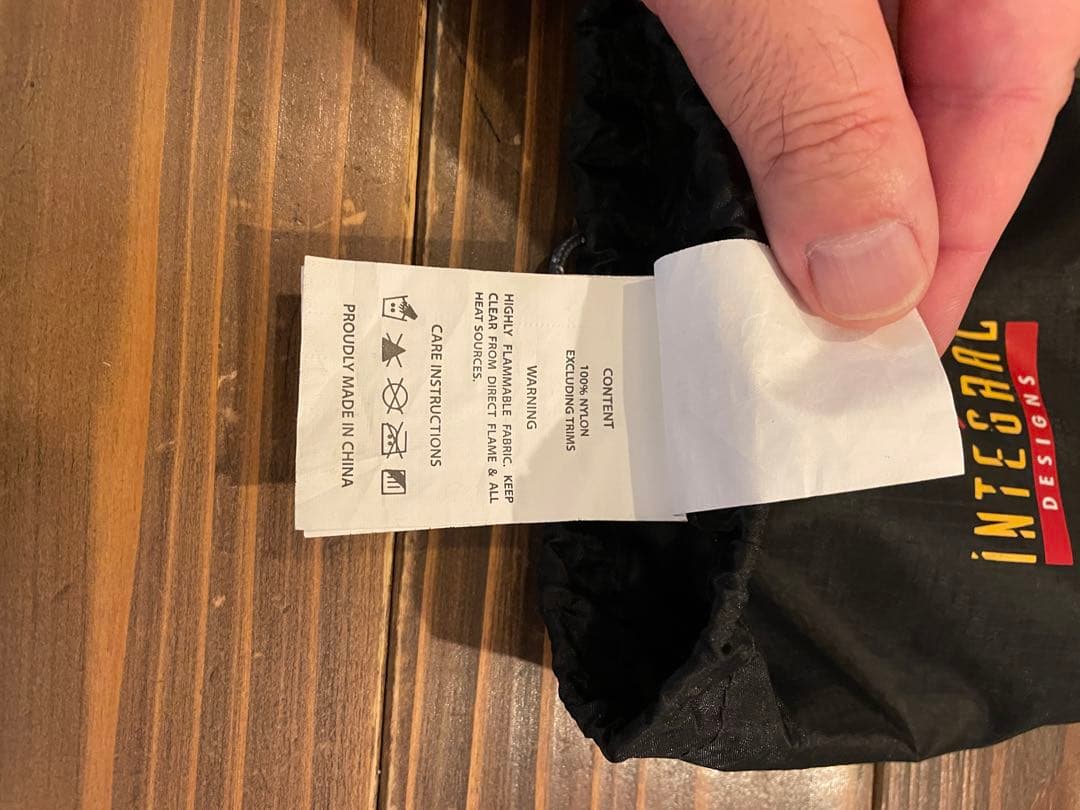 CONTENT
100% NYLON
EXCLUDING TRIMS
WARNING
HIGHLY FLAMMABLE FABRIC. KEEP
CLEAR FROM DIRECT FLAME & ALL
HEAT SOURCES.
CARE INSTRUCTIONS
PROUDLY MADE IN CHINA
iNTEGRAL
DESIGNS